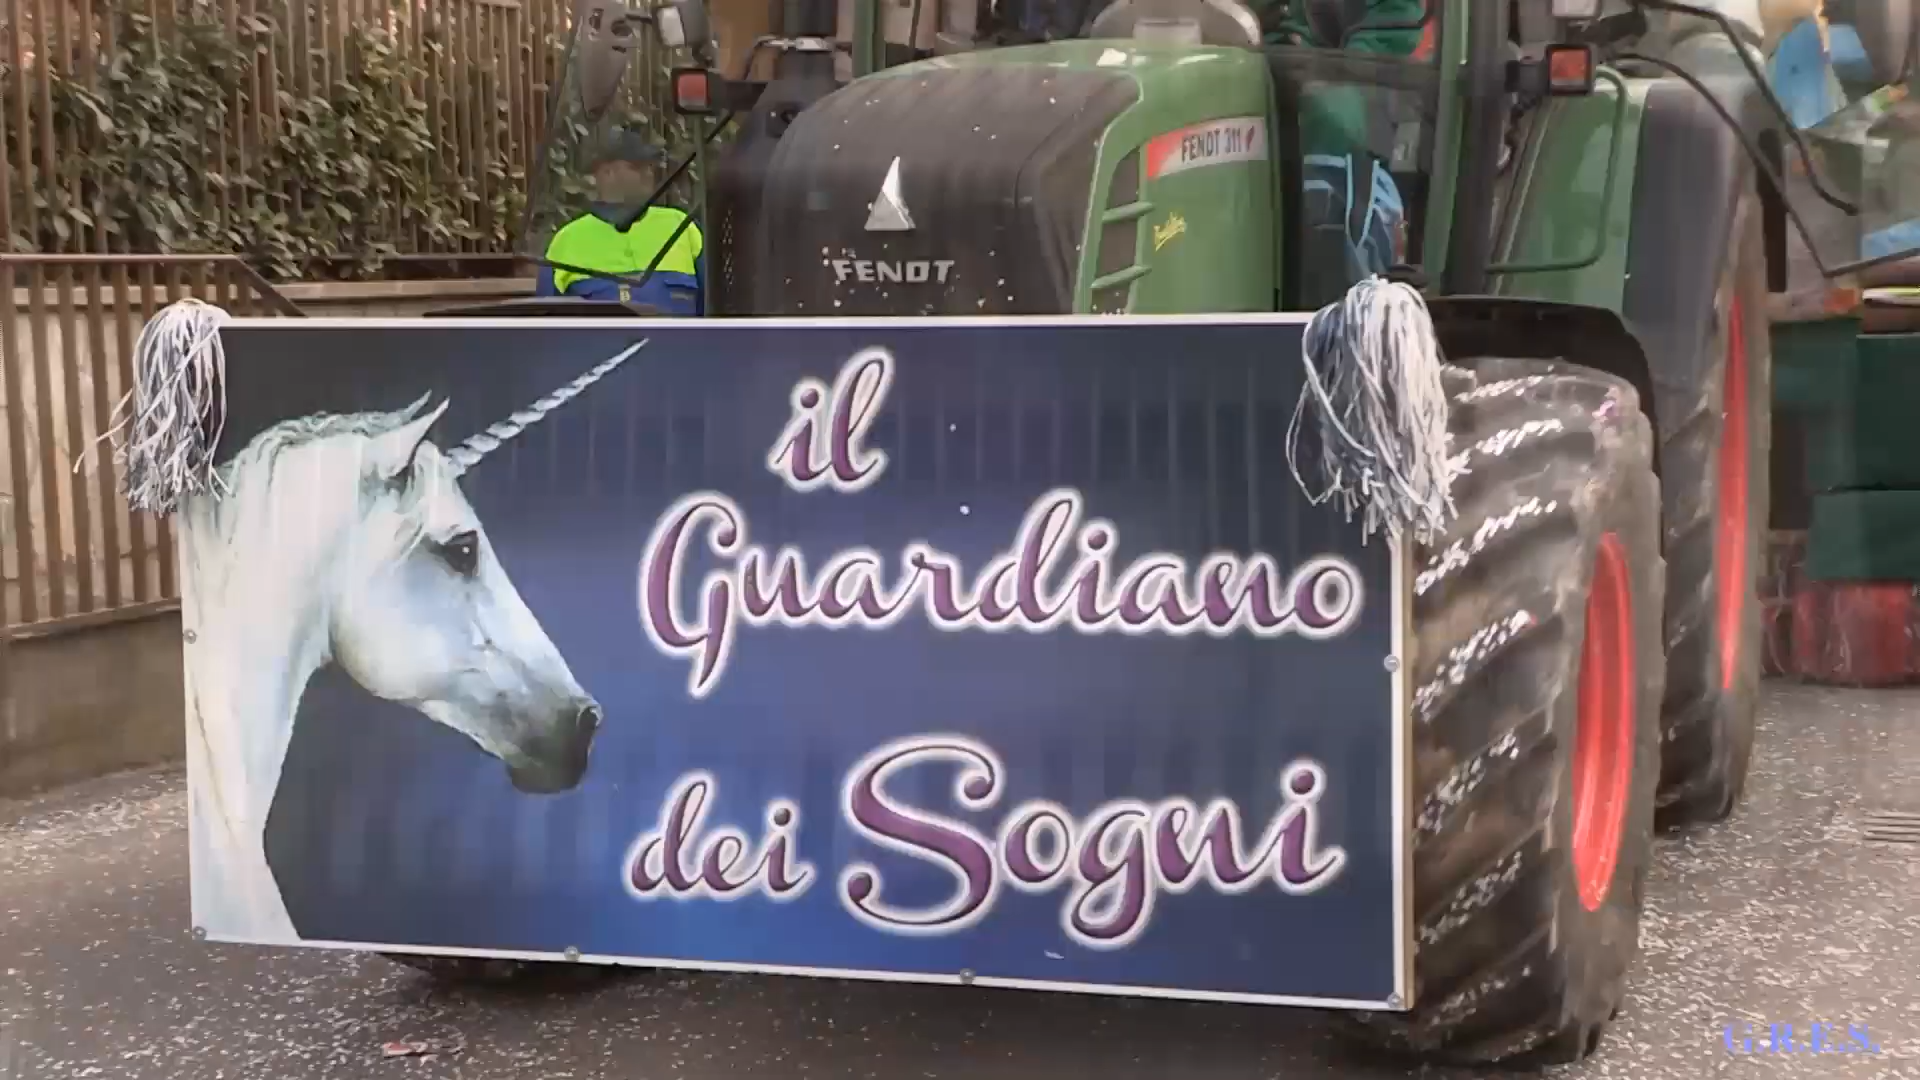 FENDT 311
FENDT
il
Guardiano
dei Sogni
G.R.E.S.